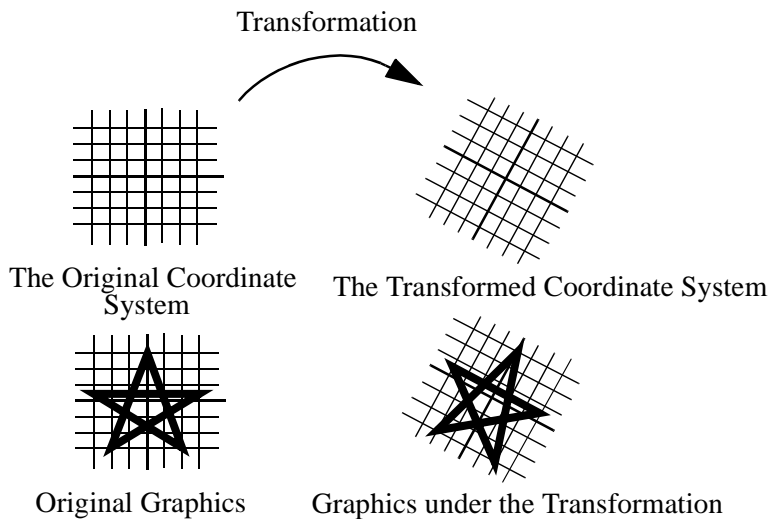 Transformation
The Original Coordinate
System
The Transformed Coordinate System
Original Graphics
Graphics under the Transformation